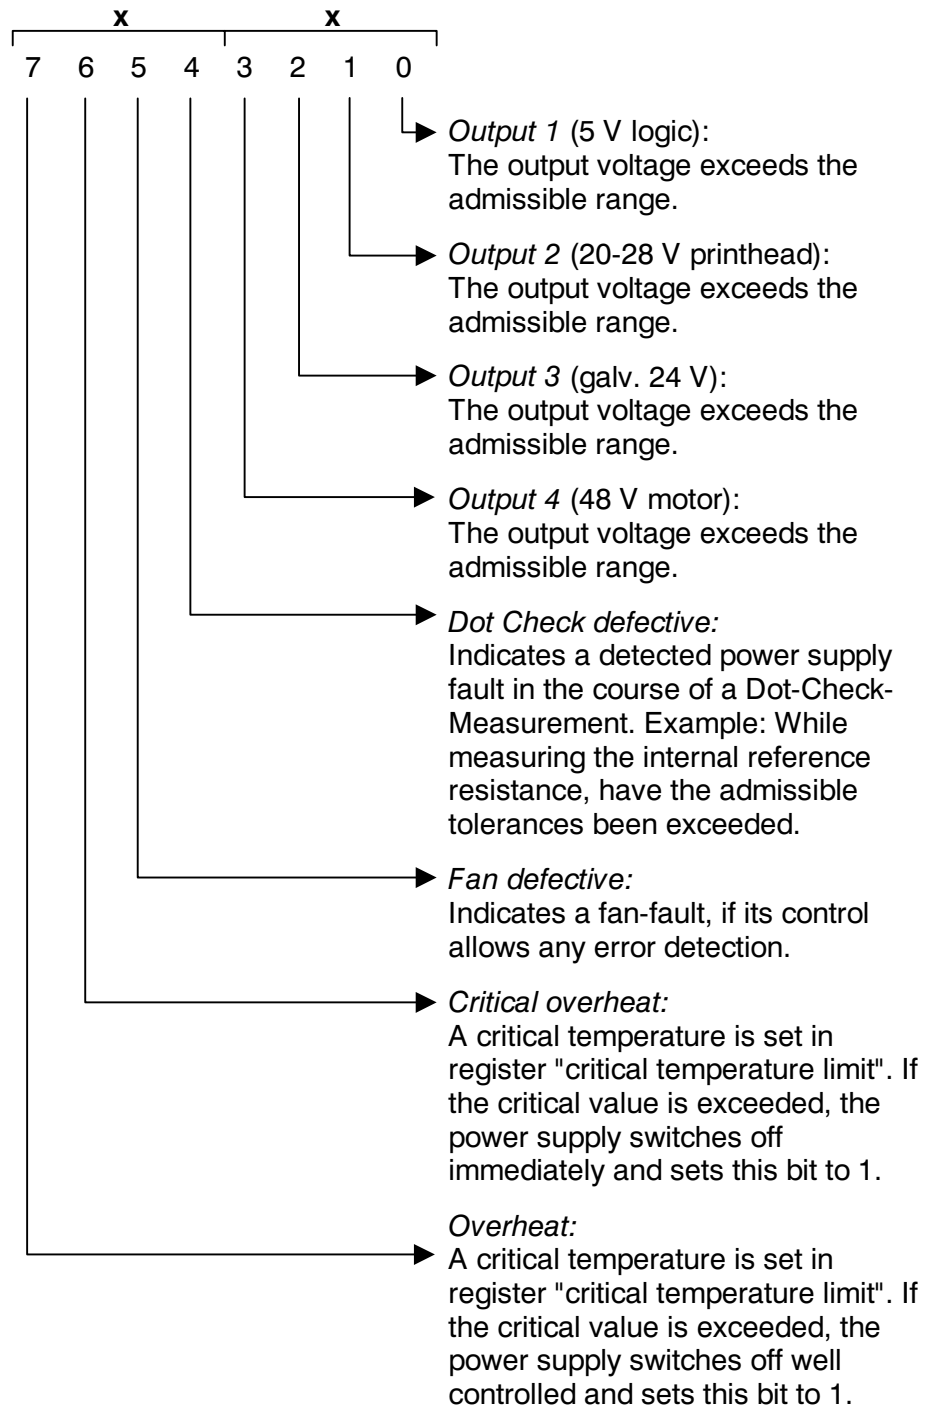 x x
7 6 5 4 3 2 1 0
Output 1 (5 V logic):
The output voltage exceeds the
admissible range.
Output 2 (20-28 V printhead):
The output voltage exceeds the
admissible range.
Output 3 (galv. 24 V):
The output voltage exceeds the
admissible range.
Output 4 (48 V motor):
The output voltage exceeds the
admissible range.
Dot Check defective:
Indicates a detected power supply
fault in the course of a Dot-Check-
Measurement. Example: While
measuring the internal reference
resistance, have the admissible
tolerances been exceeded.
Fan defective:
Indicates a fan-fault, if its control
allows any error detection.
Critical overheat:
A critical temperature is set in
register "critical temperature limit". If
the critical value is exceeded, the
power supply switches off
immediately and sets this bit to 1.
Overheat:
A critical temperature is set in
register "critical temperature limit". If
the critical value is exceeded, the
power supply switches off well
controlled and sets this bit to 1.